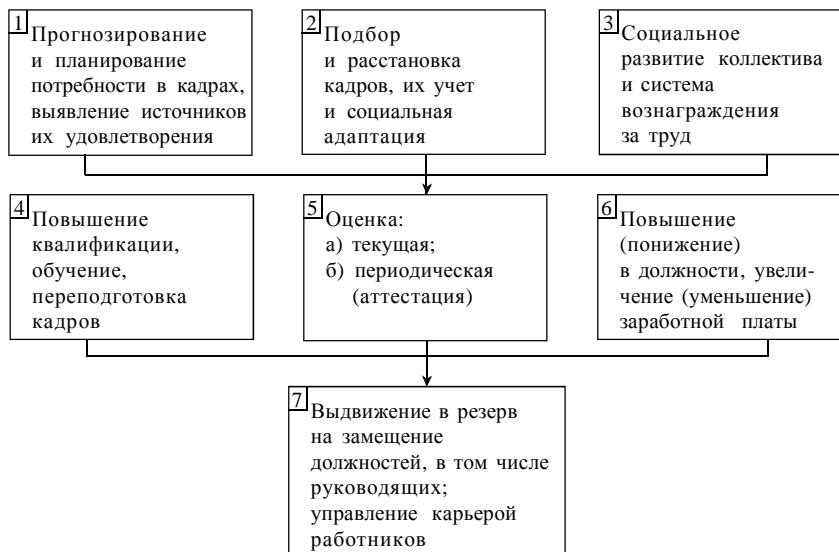 1
Прогнозирование
и планирование
потребности в кадрах,
выявление источников
их удовлетворения
2
Подбор
и расстановка
кадров, их учет
и социальная
адаптация
3
Социальное
развитие коллектива
и система
вознаграждения
за труд
4
Повышение
квалификации,
обучение,
переподготовка
кадров
5
Оценка:
а) текущая;
б) периодическая
(аттестация)
6
Повышение
(понижение)
в должности, увели-
чение (уменьшение)
заработной платы
7
Выдвижение в резерв
на замещение
должностей, в том числе
руководящих;
управление карьерой
работников